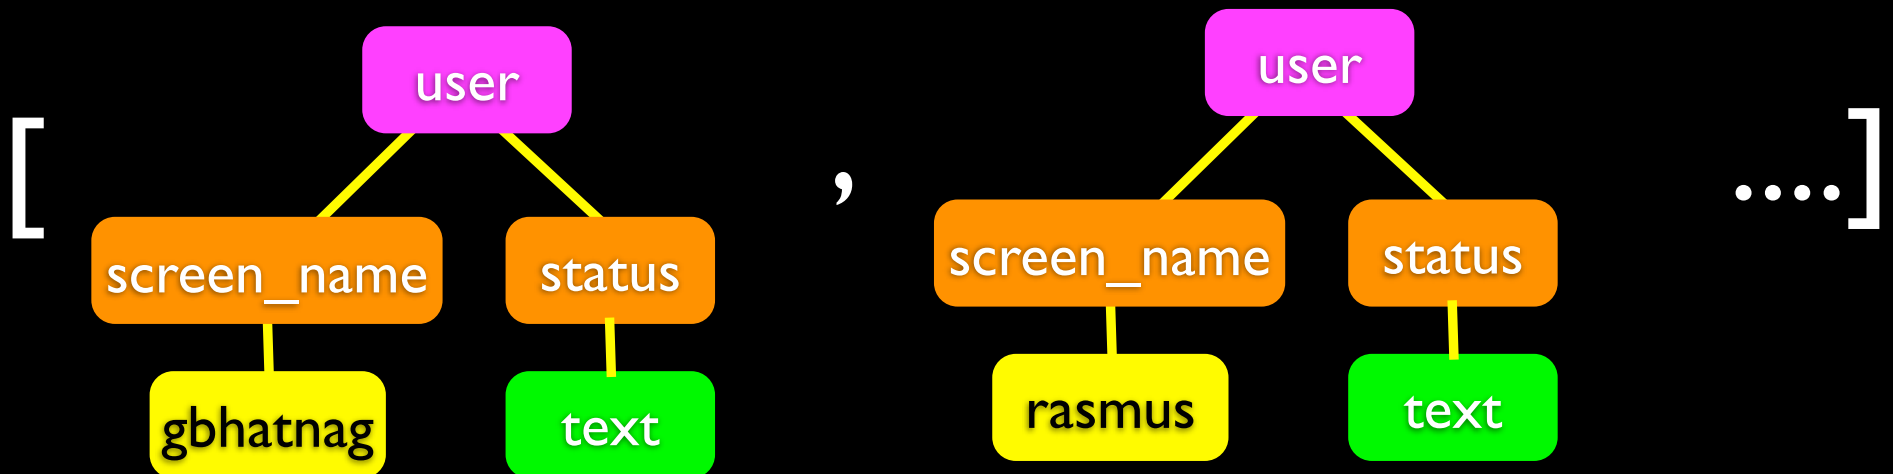 user
user
[
,
....]
screen_name
status
screen_name
status
gbhatnag
text
rasmus
text